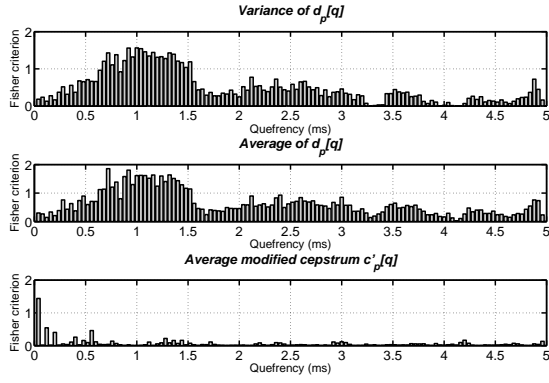 Variance of d_p[q]
Fisher criterion
2
1
0
0 0.5 1 1.5 2 2.5 3 3.5 4 4.5 5
Quefrency (ms)
Average of d_p[q]
Fisher criterion
2
1
0
0 0.5 1 1.5 2 2.5 3 3.5 4 4.5 5
Quefrency (ms)
Average modified cepstrum c'_p[q]
Fisher criterion
2
1
0
0 0.5 1 1.5 2 2.5 3 3.5 4 4.5 5
Quefrency (ms)